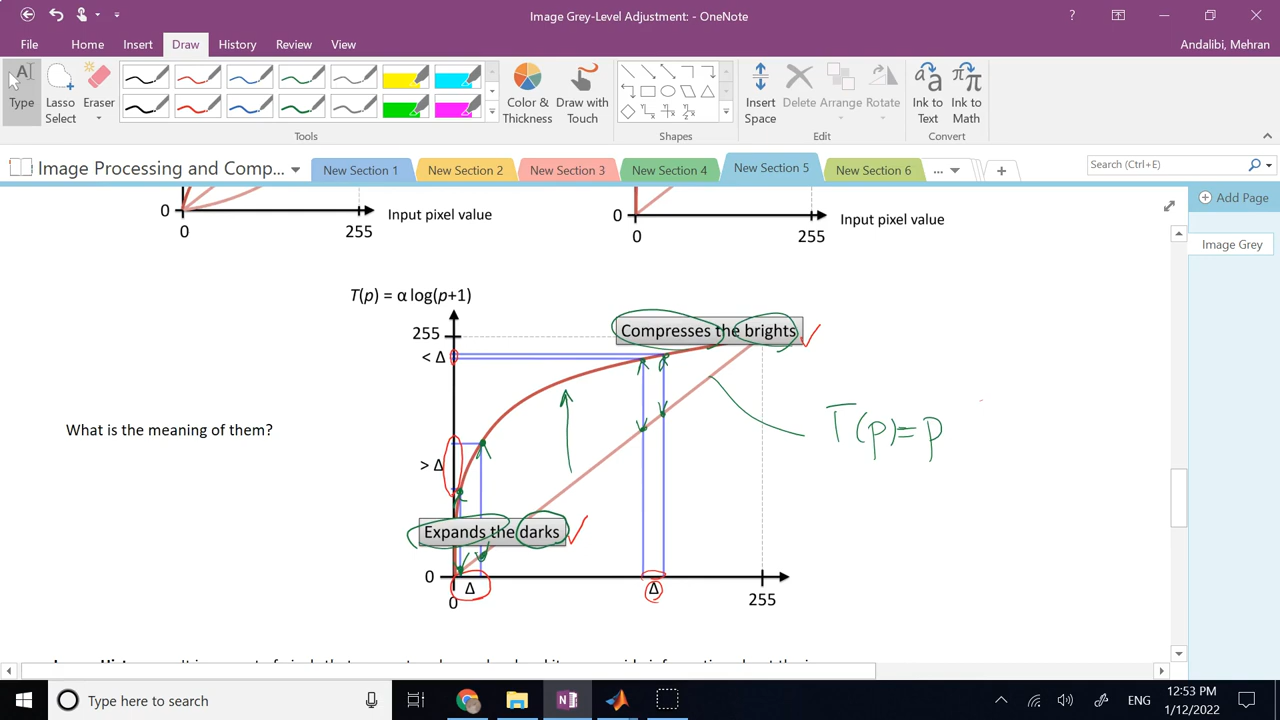 Image Grey-Level Adjustment: - OneNote
?
File Home Insert Draw History Review View
Andalibi, Mehran
Type
Lasso Select
Eraser
Color & Thickness
Draw with Touch
Insert Space
Delete
Arrange
Rotate
Ink to Text
Ink to Math
Tools
Shapes
Edit
Convert
Image Processing and Comp...
New Section 1
New Section 2
New Section 3
New Section 4
New Section 5
New Section 6
...
Search (Ctrl+E)
Add Page
Image Grey
0
Input pixel value
0
255
0
Input pixel value
0
255
T(p) = α log(p+1)
255
Compresses the brights
< Δ
T(p)=p
What is the meaning of them?
> Δ
Expands the darks
0
Δ
Δ
0
255
Type here to search
ENG
12:53 PM
1/12/2022